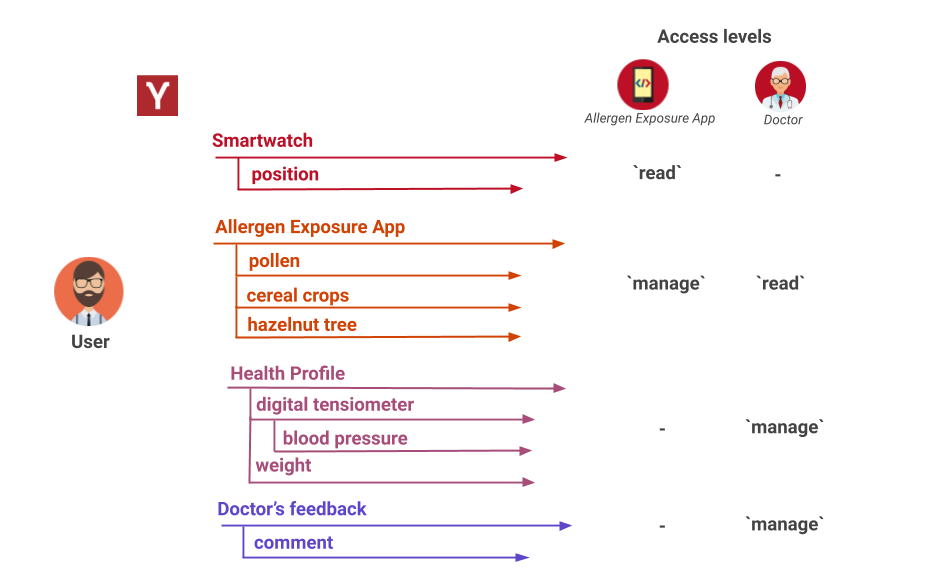 Access levels
Y
Allergen Exposure App
Doctor
Smartwatch
position
`read`
-
Allergen Exposure App
pollen
cereal crops
hazelnut tree
`manage`
`read`
User
Health Profile
digital tensiometer
blood pressure
weight
-
`manage`
Doctor's feedback
comment
-
`manage`